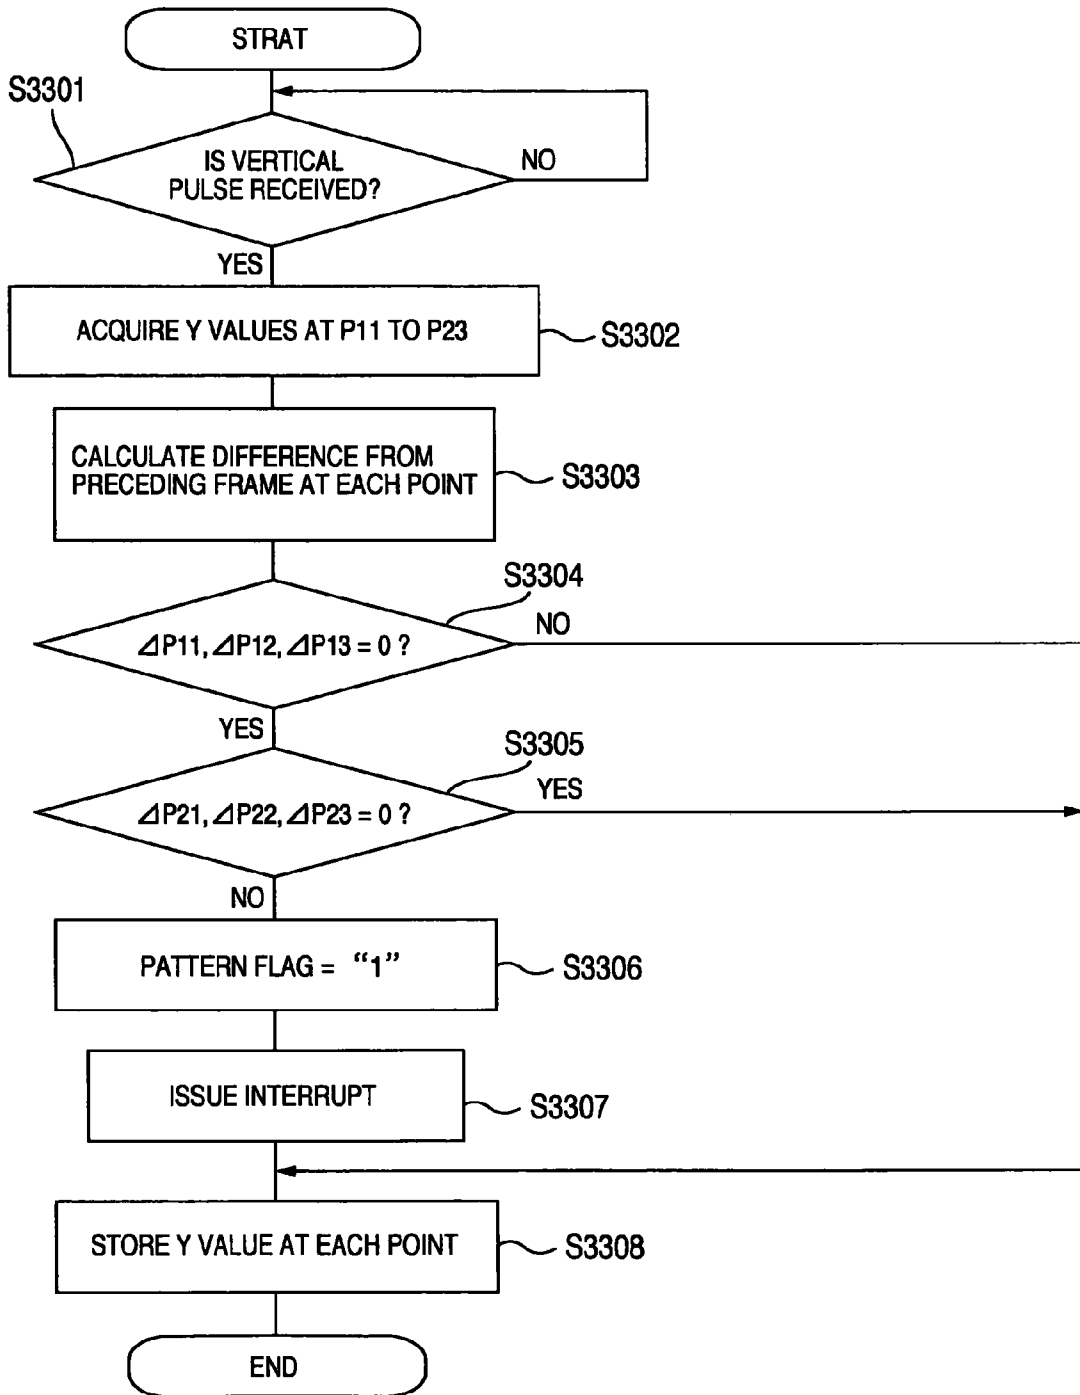 STRAT
S3301
IS VERTICAL
PULSE RECEIVED?
NO
YES
ACQUIRE Y VALUES AT P11 TO P23
S3302
CALCULATE DIFFERENCE FROM
PRECEDING FRAME AT EACH POINT
S3303
S3304
⊿P11, ⊿P12, ⊿P13 = 0 ?
NO
YES
S3305
⊿P21, ⊿P22, ⊿P23 = 0 ?
YES
NO
PATTERN FLAG = “1”
S3306
ISSUE INTERRUPT
S3307
STORE Y VALUE AT EACH POINT
S3308
END